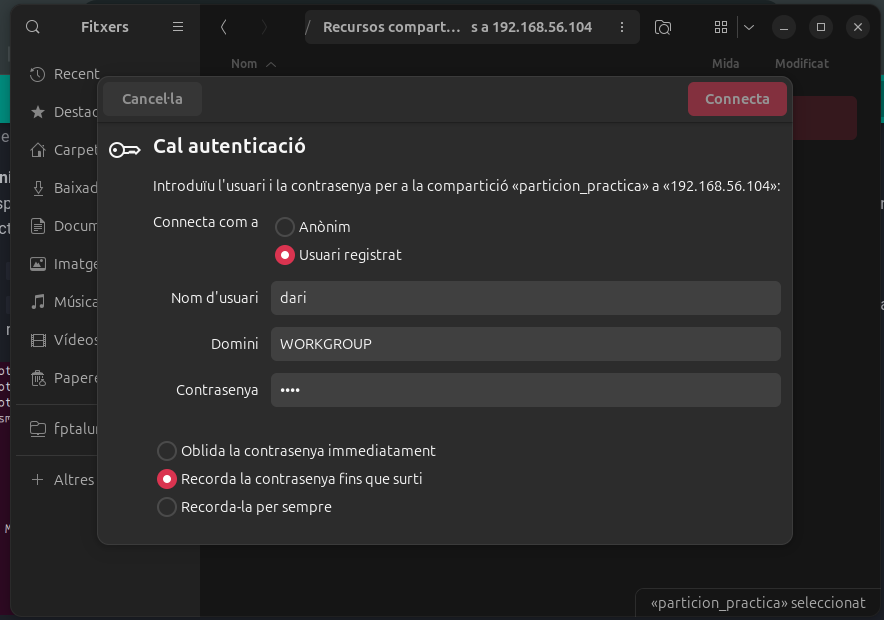 Fitxers
Recursos compart… s a 192.168.56.104
Nom
Mida
Modificat
Recent
Cancel·la
Connecta
Cal autenticació
Introduïu l'usuari i la contrasenya per a la compartició «particion_practica» a «192.168.56.104»:
Connecta com a
Anònim
Usuari registrat
Nom d'usuari
dari
Domini
WORKGROUP
Contrasenya
••••
Oblida la contrasenya immediatament
Recorda la contrasenya fins que surti
Recorda-la per sempre
Destac
Carpet
Baixad
Docum
Imatge
Música
Vídeos
Papere
fptalu
Altres
«particion_practica» seleccionat